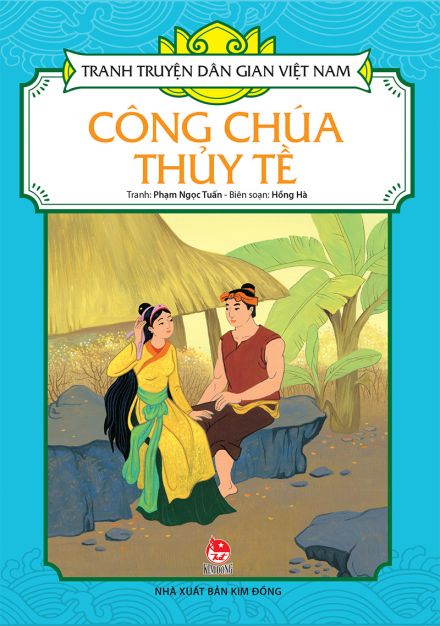 TRANH TRUYỆN DÂN GIAN VIỆT NAM
CÔNG CHÚA
THỦY TỀ
Tranh: Phạm Ngọc Tuấn - Biên soạn: Hồng Hà
KIM ĐỒNG
NHÀ XUẤT BẢN KIM ĐỒNG